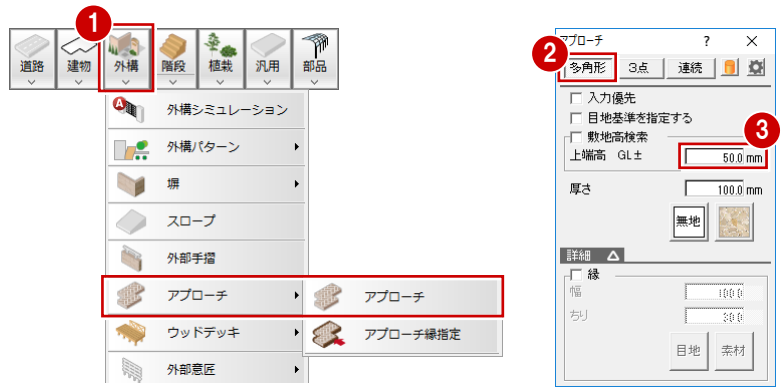 1
道路 建物 外構 階段 植栽 汎用 部品
外構シミュレーション
外構パターン
塀
スロープ
外部手摺
アプローチ アプローチ
ウッドデッキ アプローチ縁指定
外部意匠
アプローチ ? ×
2
多角形 3点 連続
入力優先
目地基準を指定する
3
敷地高検索
上端高 GL± 50.0 mm
厚さ 100.0 mm
無地
詳細
縁
幅 100.0
ちり 30.0
目地 素材